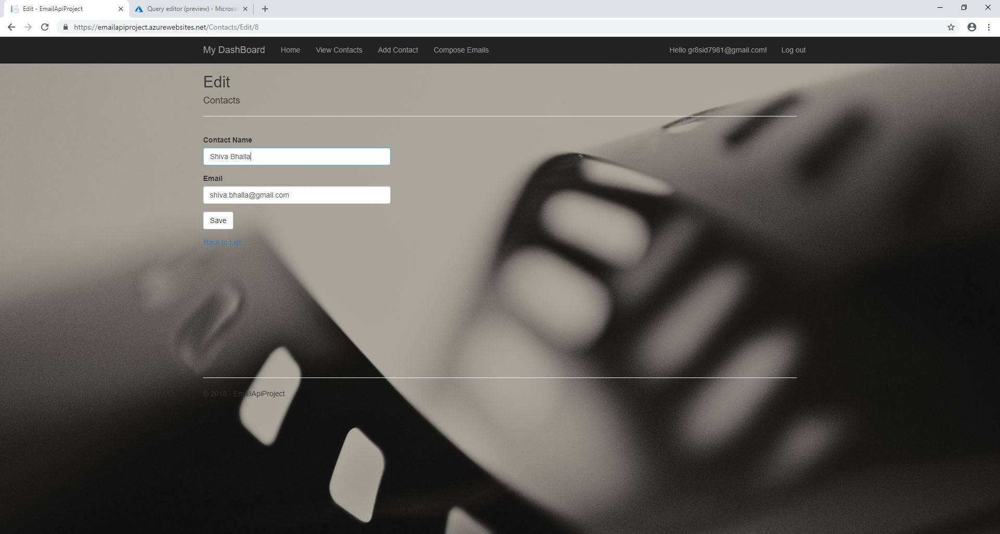 Edit - EmailApiProject
Query editor (preview) - Microso
https://emailapiproject.azurewebsites.net/Contacts/Edit/8
My DashBoard Home View Contacts Add Contact Compose Emails Hello gr8sid7981@gmail.com! Log out
Edit
Contacts
Contact Name
Shiva Bhalla
Email
shiva.bhalla@gmail.com
Save
Back to List
© 2018 - EmailApiProject